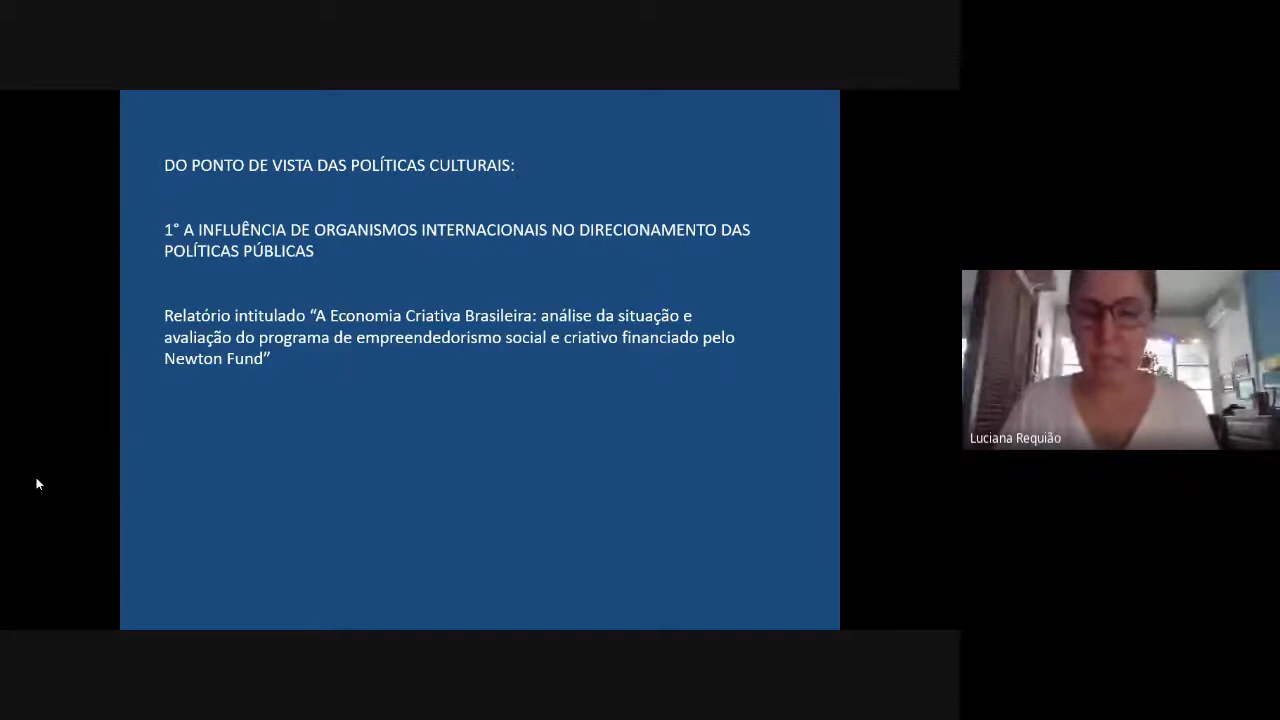 DO PONTO DE VISTA DAS POLÍTICAS CULTURAIS:
1° A INFLUÊNCIA DE ORGANISMOS INTERNACIONAIS NO DIRECIONAMENTO DAS
POLÍTICAS PÚBLICAS
Relatório intitulado “A Economia Criativa Brasileira: análise da situação e
avaliação do programa de empreendedorismo social e criativo financiado pelo
Newton Fund”
Luciana Requião